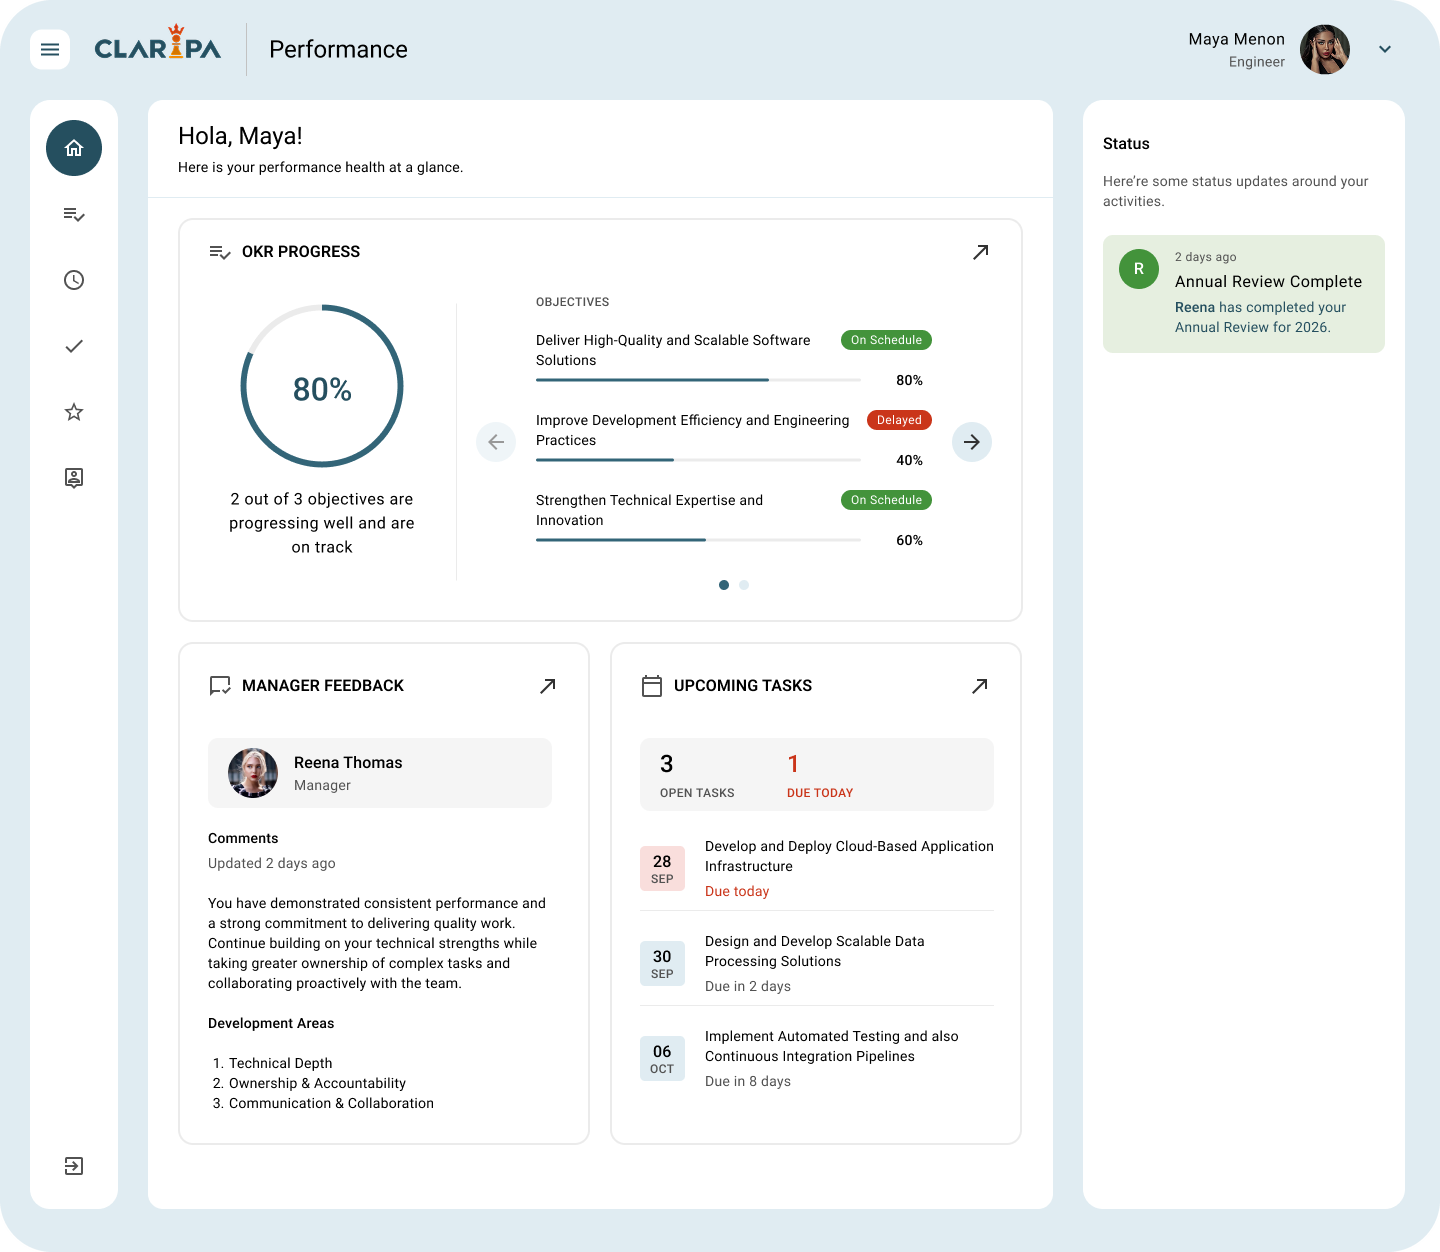 CLARIPA
Performance
Maya Menon
Engineer
Hola, Maya!
Here is your performance health at a glance.
OKR PROGRESS
80%
2 out of 3 objectives are
progressing well and are
on track
OBJECTIVES
Deliver High-Quality and Scalable Software
Solutions
On Schedule
80%
Improve Development Efficiency and Engineering
Practices
Delayed
40%
Strengthen Technical Expertise and
Innovation
On Schedule
60%
MANAGER FEEDBACK
Reena Thomas
Manager
Comments
Updated 2 days ago
You have demonstrated consistent performance and
a strong commitment to delivering quality work.
Continue building on your technical strengths while
taking greater ownership of complex tasks and
collaborating proactively with the team.
Development Areas
1. Technical Depth
2. Ownership & Accountability
3. Communication & Collaboration
UPCOMING TASKS
3
OPEN TASKS
1
DUE TODAY
28
SEP
Develop and Deploy Cloud-Based Application
Infrastructure
Due today
30
SEP
Design and Develop Scalable Data
Processing Solutions
Due in 2 days
06
OCT
Implement Automated Testing and also
Continuous Integration Pipelines
Due in 8 days
Status
Here’re some status updates around your
activities.
R
2 days ago
Annual Review Complete
Reena has completed your
Annual Review for 2026.